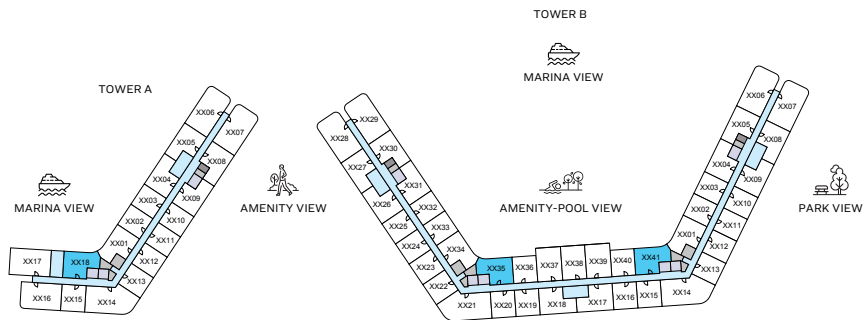 TOWER B
MARINA VIEW
TOWER A
XX06
XX07
XX05
XX08
XX04
XX09
XX03
XX02
XX11
XX01
XX12
XX13
XX17
XX18
XX16
XX15
XX14
MARINA VIEW
AMENITY VIEW
XX29
XX28
XX30
XX27
XX31
XX26
XX32
XX25
XX33
XX24
XX34
XX23
XX22
XX35
XX36
XX37
XX38
XX39
XX40
XX41
XX21
XX20
XX19
XX18
XX17
XX16
XX15
XX14
AMENITY-POOL VIEW
XX06
XX07
XX05
XX08
XX04
XX09
XX03
XX10
XX02
XX11
XX01
XX12
XX13
PARK VIEW